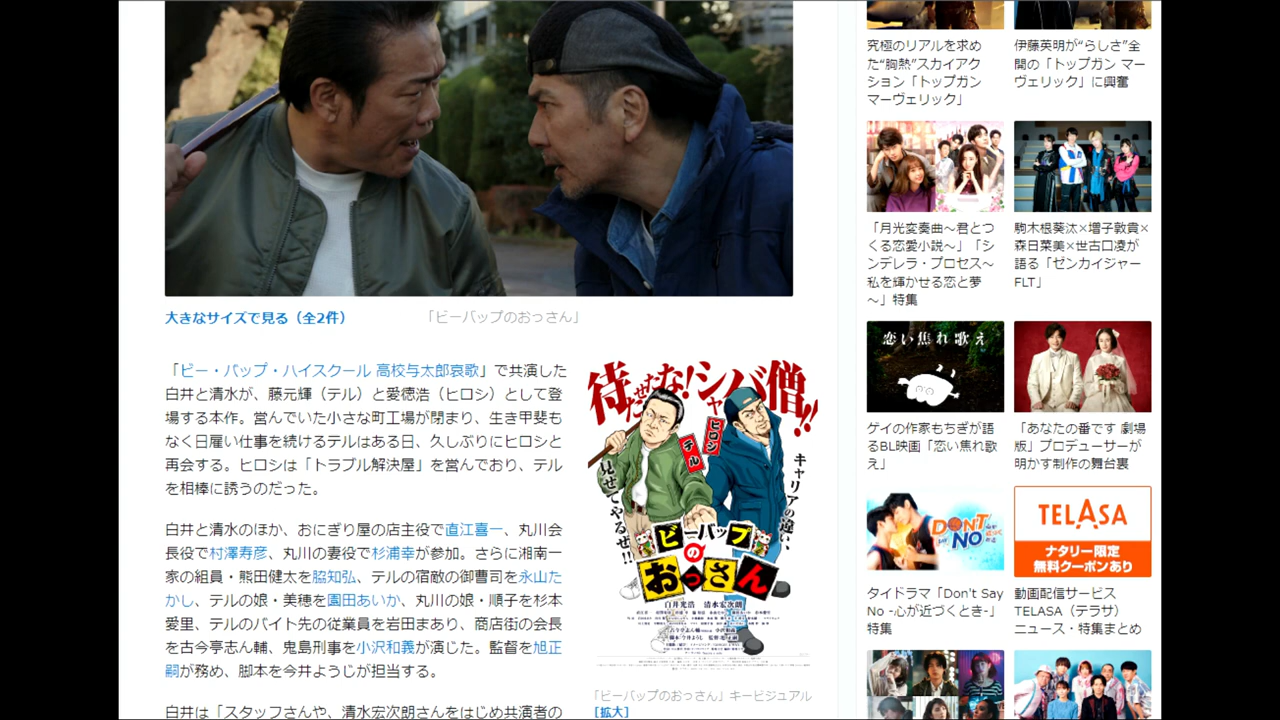 大きなサイズで見る（全2件）
「ビーバップのおっさん」
「ビー・バップ・ハイスクール 高校与太郎哀歌」で共演した
白井と清水が、藤元輝（テル）と愛徳浩（ヒロシ）として登
場する本作。営んでいた小さな町工場が閉まり、生き甲斐も
なく日雇い仕事を続けるテルはある日、久しぶりにヒロシと
再会する。ヒロシは「トラブル解決屋」を営んでおり、テル
を相棒に誘うのだった。
白井と清水のほか、おにぎり屋の店主役で直江喜一、丸川会
長役で村澤寿彦、丸川の妻役で杉浦幸が参加。さらに湘南一
家の組員・熊田健太を脇知弘、テルの宿敵の御曹司を永山た
かし、テルの娘・美穂を園田あいか、丸川の娘・順子を杉本
愛里、テルのバイト先の従業員を岩田まあり、商店街の会長
を古今亭志ん輔、鬼島刑事を小沢和義が演じた。監督を旭正
嗣が務め、脚本を今井ようじが担当する。
白井は「スタッフさんや、清水宏次朗さんをはじめ共演者の
待たせたな!シャバ僧!!
テル
ヒロシ
キャリアの違い
見せてやるぜ!!
ビーバップ
の
おっさん
白井光浩 清水宏次朗
「ビーバップのおっさん」キービジュアル
[拡大]
究極のリアルを求め
た“胸熱”スカイアク
ション「トップガン
マーヴェリック」
伊藤英明が“らしさ”全
開の「トップガン マー
ヴェリック」に興奮
「月光変奏曲～君とつ
くる恋愛小説～」「シ
ンデレラ・プロセス～
私を輝かせる恋と夢
～」特集
駒木根葵汰×増子敦貴×
森日菜美×世古口凌が
語る「ゼンカイジャー
FLT」
恋い焦れ歌え
ゲイの作家もちぎが語
るBL映画「恋い焦れ歌
え」
「あなたの番です 劇場
版」プロデューサーが
明かす制作の舞台裏
DON'T
SAY
NO
タイドラマ「Don't Say
No -心が近づくとき-」
特集
TELASA
ナタリー限定
無料クーポンあり
動画配信サービス
TELASA（テラサ）
ニュース・特集まとめ